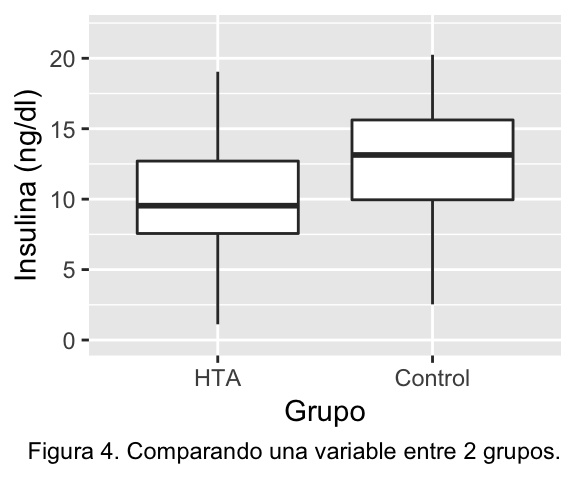 Insulina (ng/dl)
20
15
10
5
0
HTA
Control
Grupo
Figura 4. Comparando una variable entre 2 grupos.